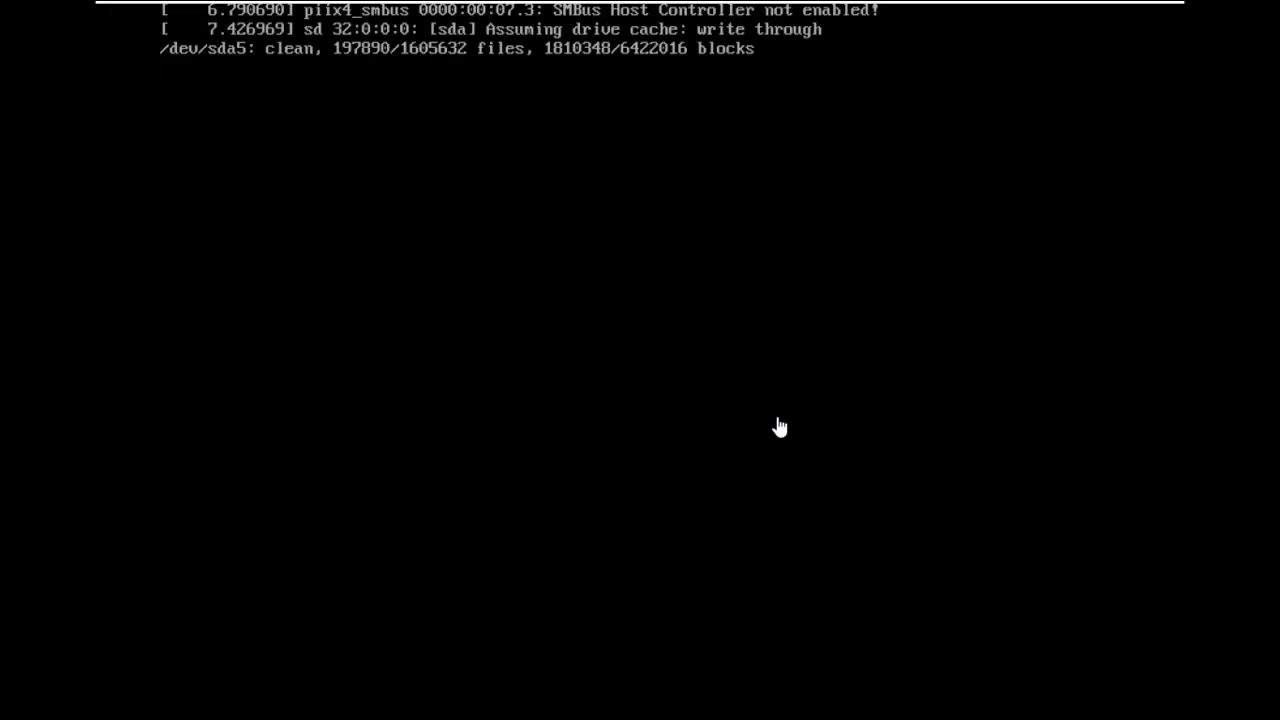 [    6.790690] piix4_smbus 0000:00:07.3: SMBus Host Controller not enabled!
[    7.426969] sd 32:0:0:0: [sda] Assuming drive cache: write through
/dev/sda5: clean, 197890/1605632 files, 1810348/6422016 blocks